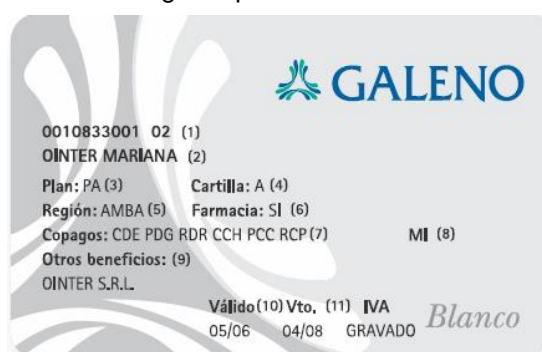 GALENO
0010833001 02 (1)
OINTER MARIANA (2)
Plan: PA (3) Cartilla: A (4)
Región: AMBA (5) Farmacia: SI (6)
Copagos: CDE PDG RDR CCH PCC RCP (7) MI (8)
Otros beneficios: (9)
OINTER S.R.L.
Válido (10) Vto. (11) IVA
05/06 04/08 GRAVADO Blanco